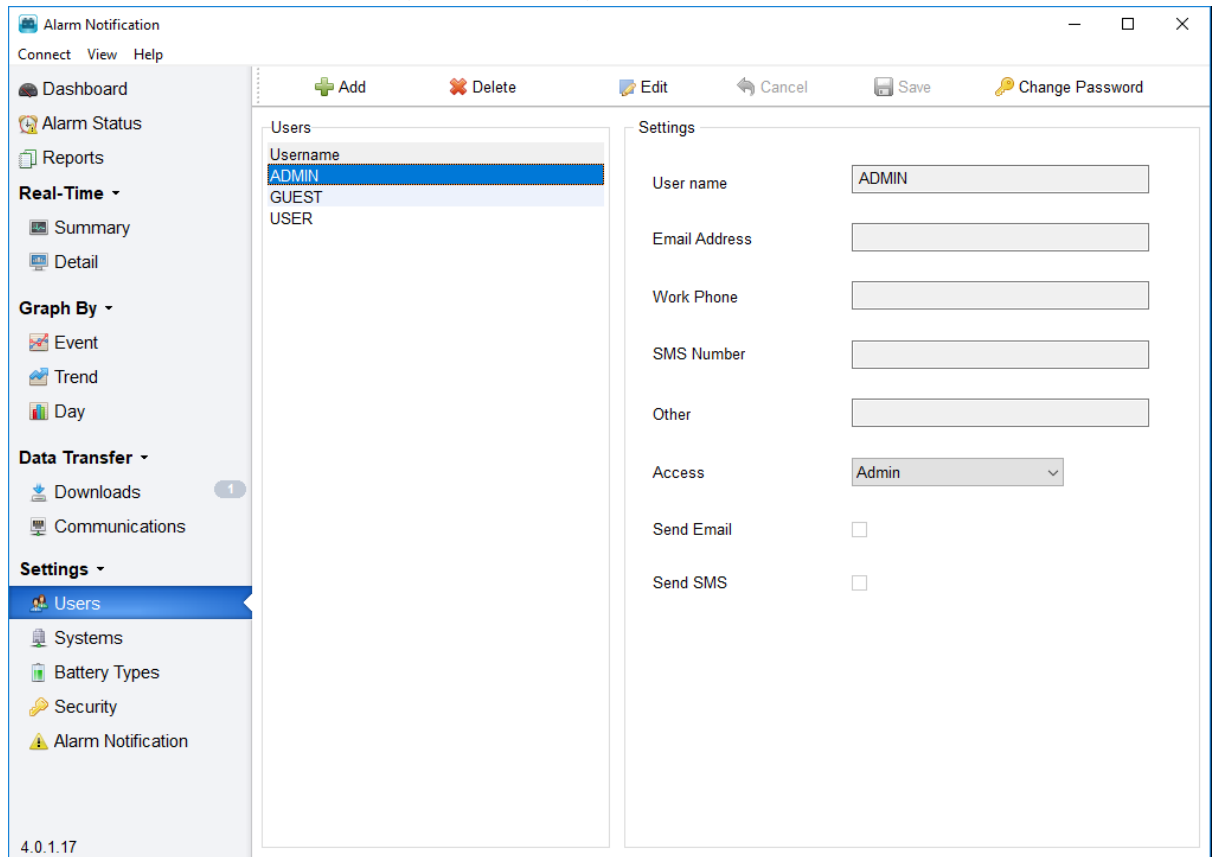 Alarm Notification
Connect View Help
Dashboard
Alarm Status
Reports
Real-Time
Summary
Detail
Graph By
Event
Trend
Day
Data Transfer
Downloads 1
Communications
Settings
Users
Systems
Battery Types
Security
Alarm Notification
4.0.1.17
Add Delete Edit Cancel Save Change Password
Users
Username
ADMIN
GUEST
USER
Settings
User name ADMIN
Email Address
Work Phone
SMS Number
Other
Access Admin
Send Email
Send SMS